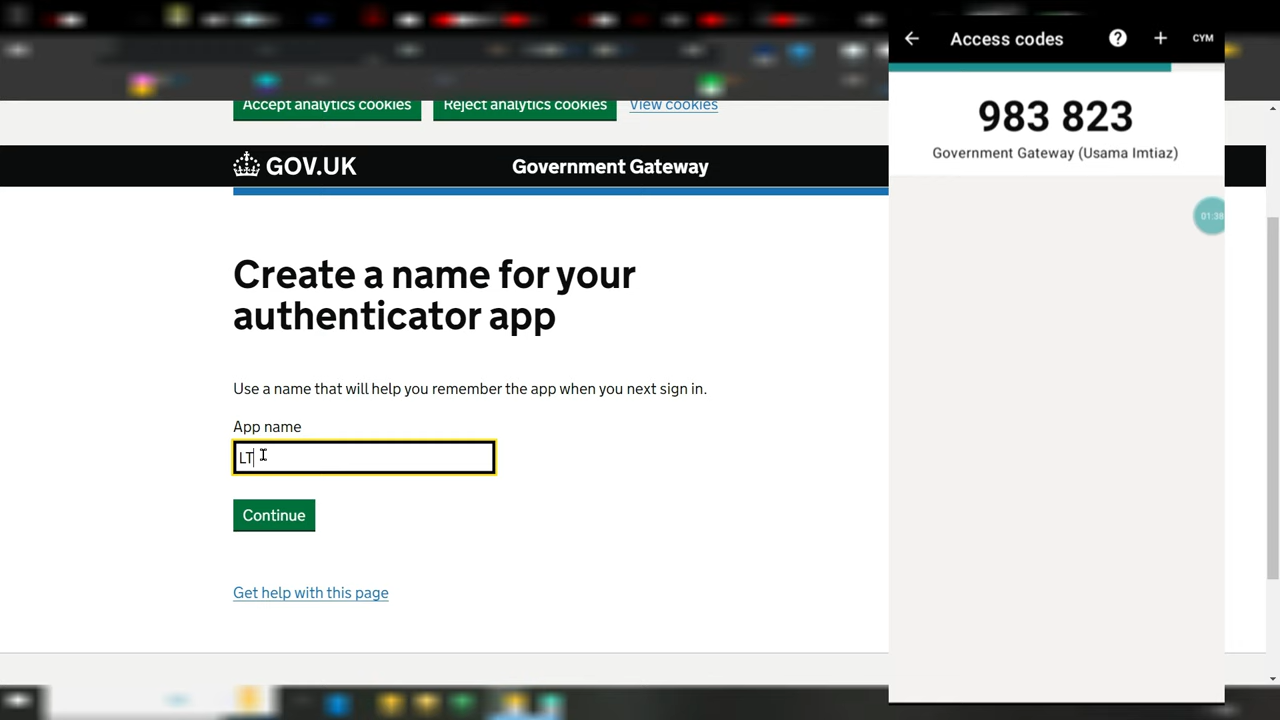 Accept analytics cookies
Reject analytics cookies
View cookies
GOV.UK
Government Gateway
Create a name for your
authenticator app
Use a name that will help you remember the app when you next sign in.
App name
LT
Continue
Get help with this page
Access codes
?
CYM
983 823
Government Gateway (Usama Imtiaz)
01:38